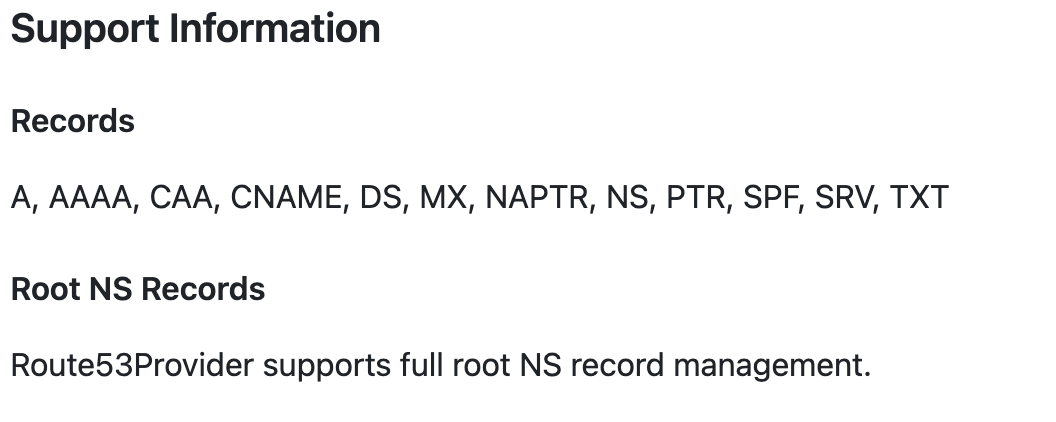 Support Information
Records
A, AAAA, CAA, CNAME, DS, MX, NAPTR, NS, PTR, SPF, SRV, TXT
Root NS Records
Route53Provider supports full root NS record management.